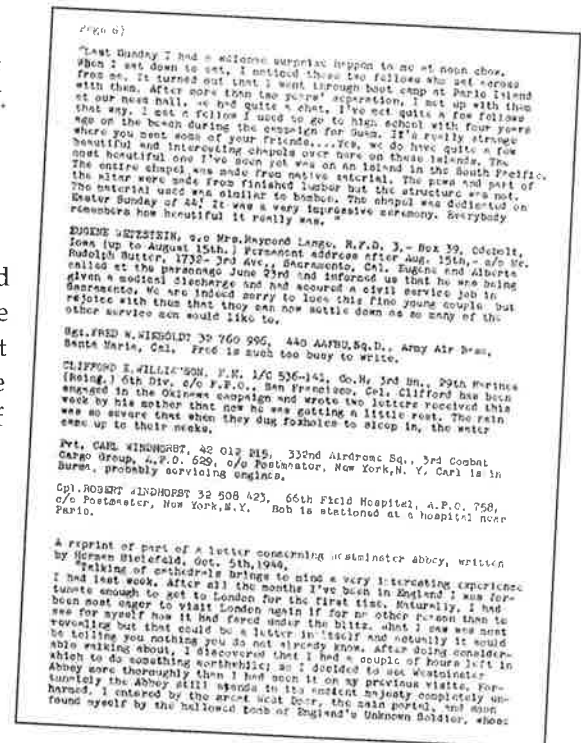 Page 6)
"Last Sunday I had a welcome surprise happen to me at noon chow.
When I sat down to eat, I noticed these two fellows who sat across
from me. It turned out that I went through boot camp at Paris Island
with them. After more than two years' separation, I met up with them
at our mess hall. We had quite a chat. I've met quite a few fellows
that way. I met a fellow I used to go to high school with four years
ago on the beach during the campaign for Guam. It's really strange
where you meet some of your friends....Yes, we do have quite a few
beautiful and interesting chapels over here on these islands. The
most beautiful one I've seen yet was on an island in the South Pacific.
The entire chapel was made from native material. The pews and part of
the altar were made from finished lumber but the structure was not.
The material used was similar to bamboo. The chapel was dedicated on
Easter Sunday of 44. It was a very impressive ceremony. Everybody
remembers how beautiful it really was.
EUGENE c/o Mrs.Raymond Lange, R.F.D. 3,- Box 39, Odebolt,
Iowa (up to August 15th.) Permanent address after Aug. 15th,- c/o Mr.
Rudolph Sutter, 1732- 3rd Ave., Sacramento, Cal. Eugene and Alberta
called at the parsonage June 23rd and informed us that he was being
given a medical discharge and had secured a civil service job in
Sacramento. We are indeed sorry to lose this fine young couple, but
rejoice with them that they can now settle down as so many of the
other service men would like to.
Sgt.FRED W.WIEBOLDT 32 760 996, 440 AAFBU,Sq.D., Army Air Base,
Santa Maria, Cal. Fred is much too busy to write.
CLIFFORD E.WILLIAMSON, F.M. 1/C 536-141, Co.H, 3rd Bn., 29th Marines
(Reing.) 6th Div. c/o F.P.O., San Francisco, Cal. Clifford has been
engaged in the Okinawa campaign and wrote two letters received this
week by his mother that now he was getting a little rest. The rain
was so severe that when they dug foxholes to sleep in, the water
came up to their necks.
Pvt. CARL WINDHORST, 42 012 215, 332nd Airdrome Sq., 3rd Combat
Cargo Group, A.P.O. 629, c/o Postmaster, New York,N. Y. Carl is in
Burma, probably servicing engines.
Cpl.ROBERT WINDHORST 32 508 423, 66th Field Hospital, A.P.O. 758,
c/o Postmaster, New York,N.Y. Bob is stationed at a hospital near
Paris.
A reprint of part of a letter concerning Westminster Abbey, written
by Herman Bielefeld, Oct. 5th,1944.
"Talking of cathedrals brings to mind a very interesting experience
I had last week. After all the months I've been in England I was for-
tunate enough to get to London for the first time. Naturally, I had
been most eager to visit London again if for no other reason than to
see for myself how it had fared under the blitz. What I saw was most
revealing but that could be a letter in itself and actually it would
be telling you nothing you do not already know. After doing consider-
able walking about, I discovered that I had a couple of hours left in
which to do something worthwhile; so I decided to see Westminster
Abbey more thoroughly than I had seen it on my previous visits. For-
tunately the Abbey still stands in its ancient majesty completely un-
harmed. I entered by the great West Door, the main portal, and soon
found myself by the hallowed tomb of England's Unknown Soldier, whose
d
e
t
e
f